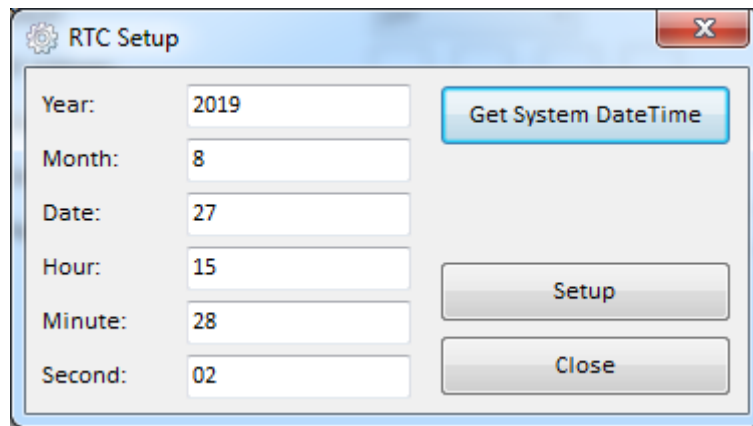 RTC Setup
Year: 2019
Get System DateTime
Month: 8
Date: 27
Hour: 15
Setup
Minute: 28
Close
Second: 02